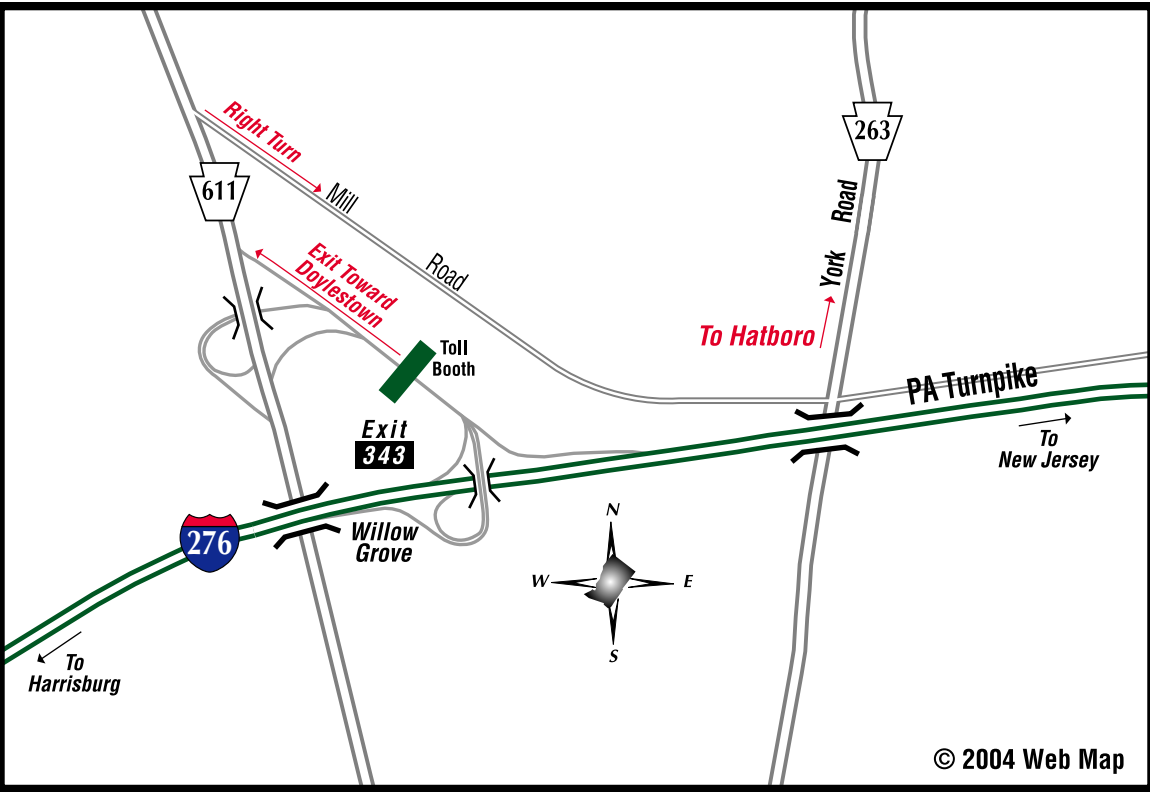 Right Turn
263
611
Mill
Road
York Road
Exit Toward
Doylestown
Toll
Booth
To Hatboro
PA Turnpike
Exit
343
To
New Jersey
276
Willow
Grove
N
W
E
S
To
Harrisburg
© 2004 Web Map